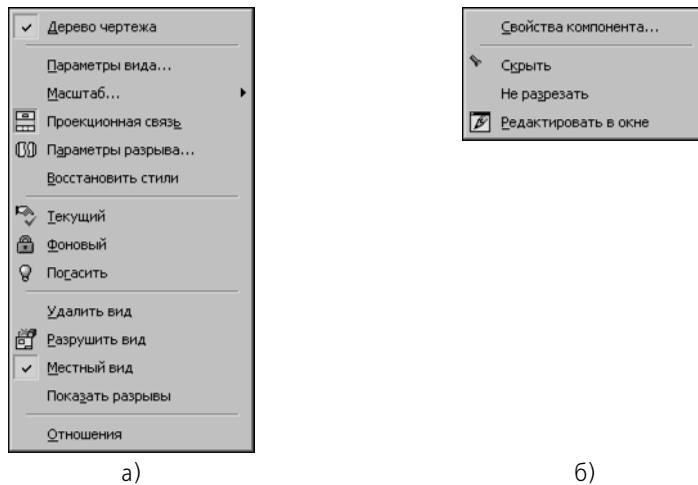 Дерево чертежа
Параметры вида...
Масштаб...
Проекционная связь
Параметры разрыва...
Восстановить стили
Текущий
Фоновый
Погасить
Удалить вид
Разрушить вид
Местный вид
Показать разрывы
Отношения
а)
Свойства компонента...
Скрыть
Не разрезать
Редактировать в окне
б)